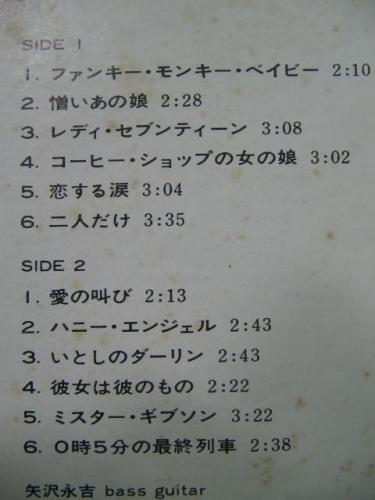 SIDE 1
1. ファンキー・モンキー・ベイビー 2:10
2. 憎いあの娘 2:28
3. レディ・セブンティーン 3:08
4. コーヒー・ショップの女の娘 3:02
5. 恋する涙 3:04
6. 二人だけ 3:35
SIDE 2
1. 愛の叫び 2:13
2. ハニー・エンジェル 2:43
3. いとしのダーリン 2:43
4. 彼女は彼のもの 2:22
5. ミスター・ギブソン 3:22
6. 0時5分の最終列車 2:38
矢沢永吉 bass guitar